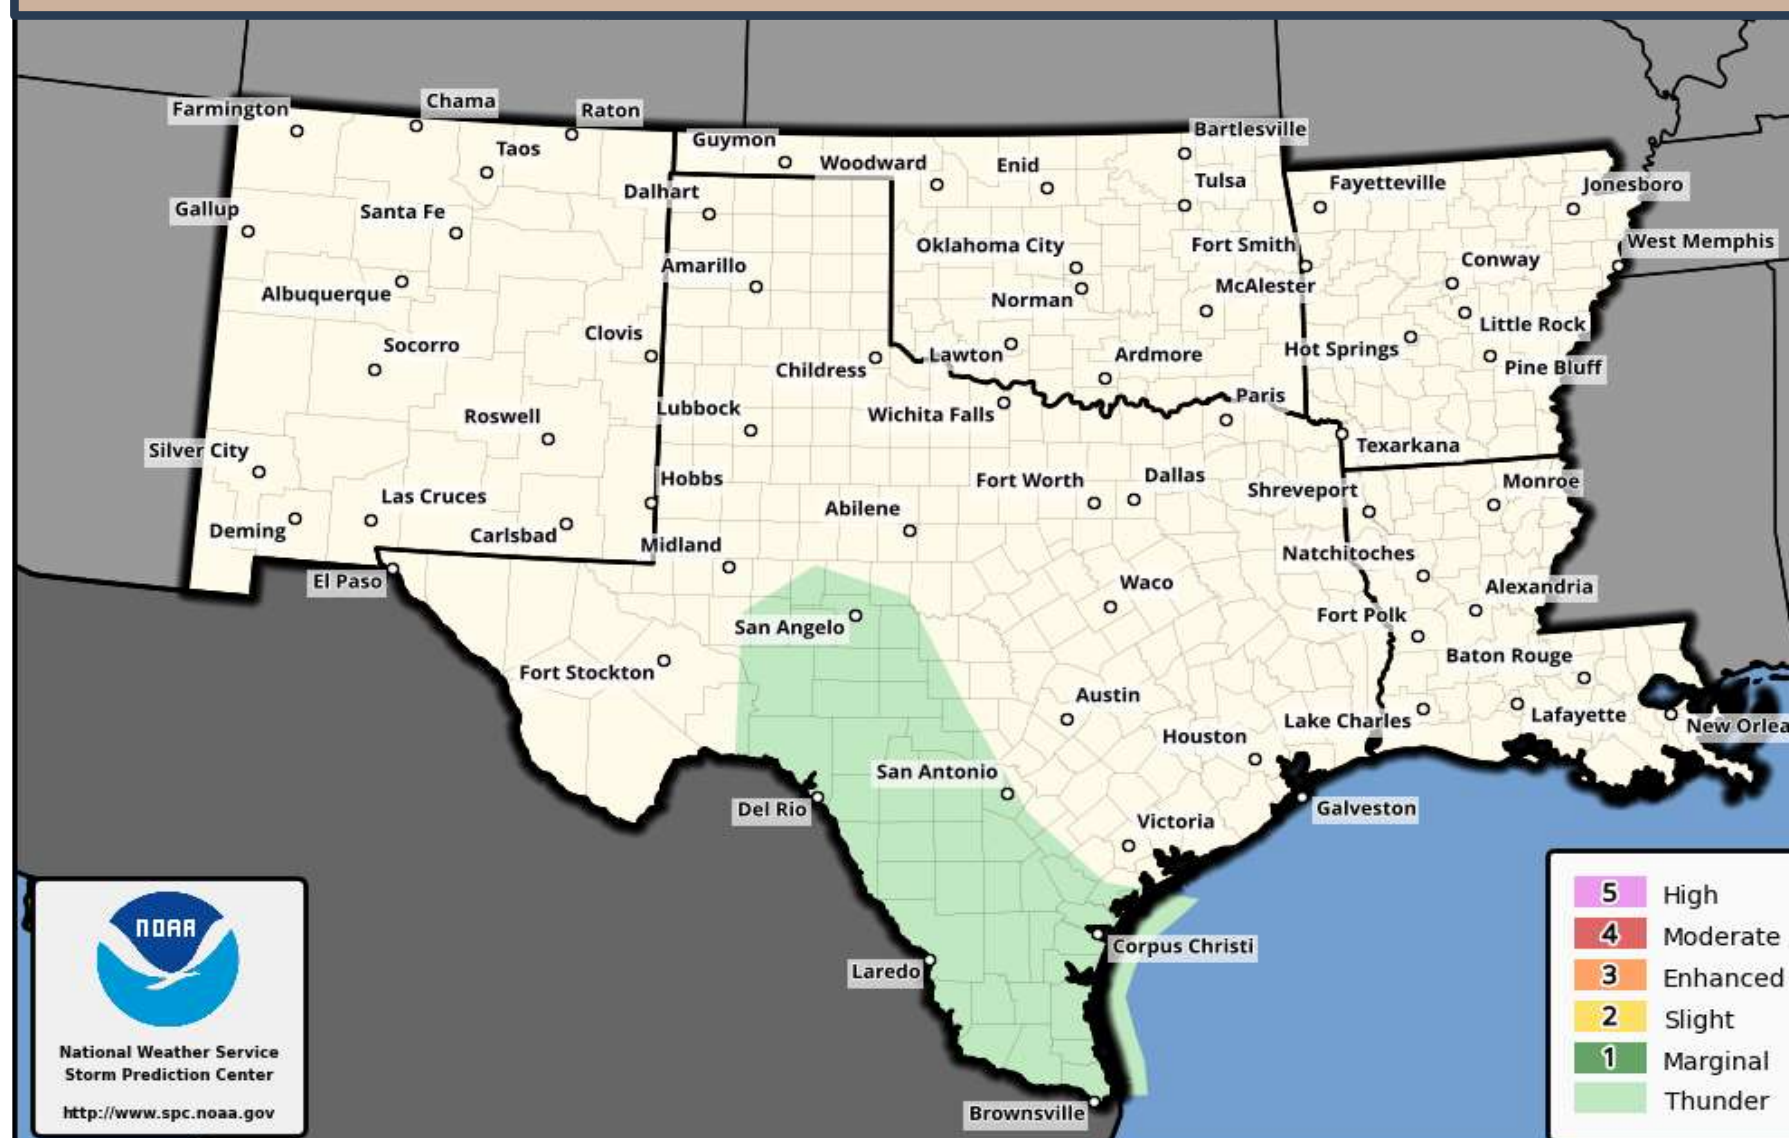 Farmington
Chama
Raton
Guymon
Bartlesville
Taos
Woodward
Enid
Tulsa
Fayetteville
Jonesboro
Dalhart
Gallup
Santa Fe
Oklahoma City
Fort Smith
West Memphis
Conway
Amarillo
Albuquerque
Norman
McAlester
Little Rock
Socorro
Clovis
Childress
Lawton
Ardmore
Hot Springs
Pine Bluff
Roswell
Lubbock
Wichita Falls
Paris
Silver City
Texarkana
Las Cruces
Hobbs
Fort Worth
Dallas
Shreveport
Monroe
Deming
Carlsbad
Abilene
Midland
Natchitoches
El Paso
Waco
Alexandria
San Angelo
Fort Polk
Fort Stockton
Baton Rouge
Austin
Lake Charles
Lafayette
New Orlea
Houston
San Antonio
Del Rio
Galveston
Victoria
Corpus Christi
Laredo
Brownsville
NOAA
National Weather Service
Storm Prediction Center
http://www.spc.noaa.gov
5 High
4 Moderate
3 Enhanced
2 Slight
1 Marginal
Thunder